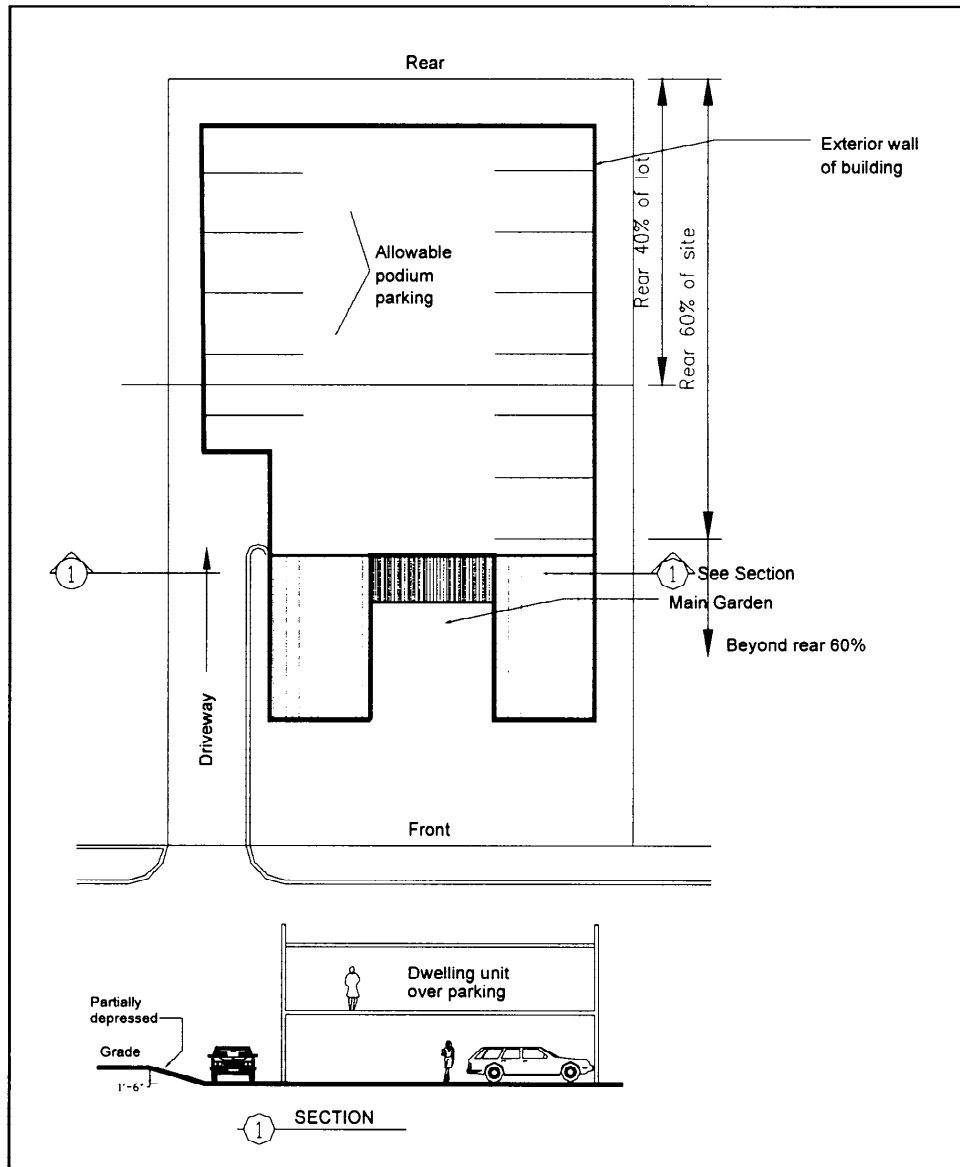 Rear
Exterior wall
of building
Rear 40% of lot
Rear 60% of site
Allowable
podium
parking
1
1 See Section
Main Garden
Beyond rear 60%
Driveway
Front
Dwelling unit
over parking
Partially
depressed
Grade
1'-6"
1 SECTION